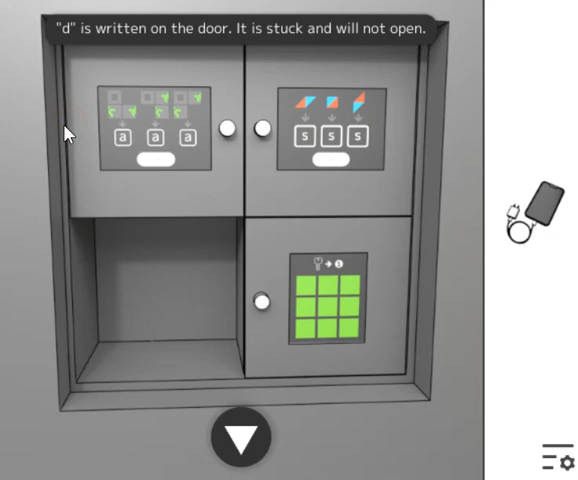 "d" is written on the door. It is stuck and will not open.
a a a
s s s